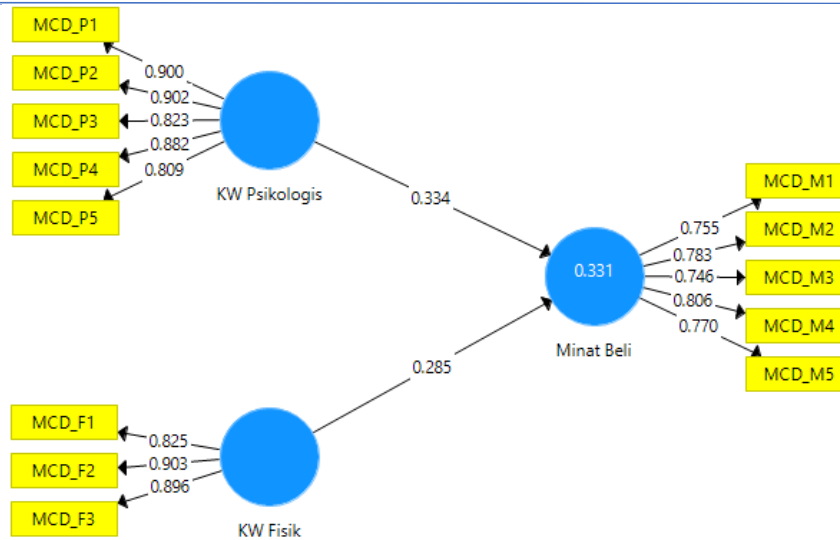 MCD_P1
MCD_P2
MCD_P3
MCD_P4
MCD_P5
0.900
0.902
0.823
0.882
0.809
KW Psikologis
0.334
MCD_F1
MCD_F2
MCD_F3
0.825
0.903
0.896
KW Fisik
0.285
0.331
Minat Beli
0.755
0.783
0.746
0.806
0.770
MCD_M1
MCD_M2
MCD_M3
MCD_M4
MCD_M5